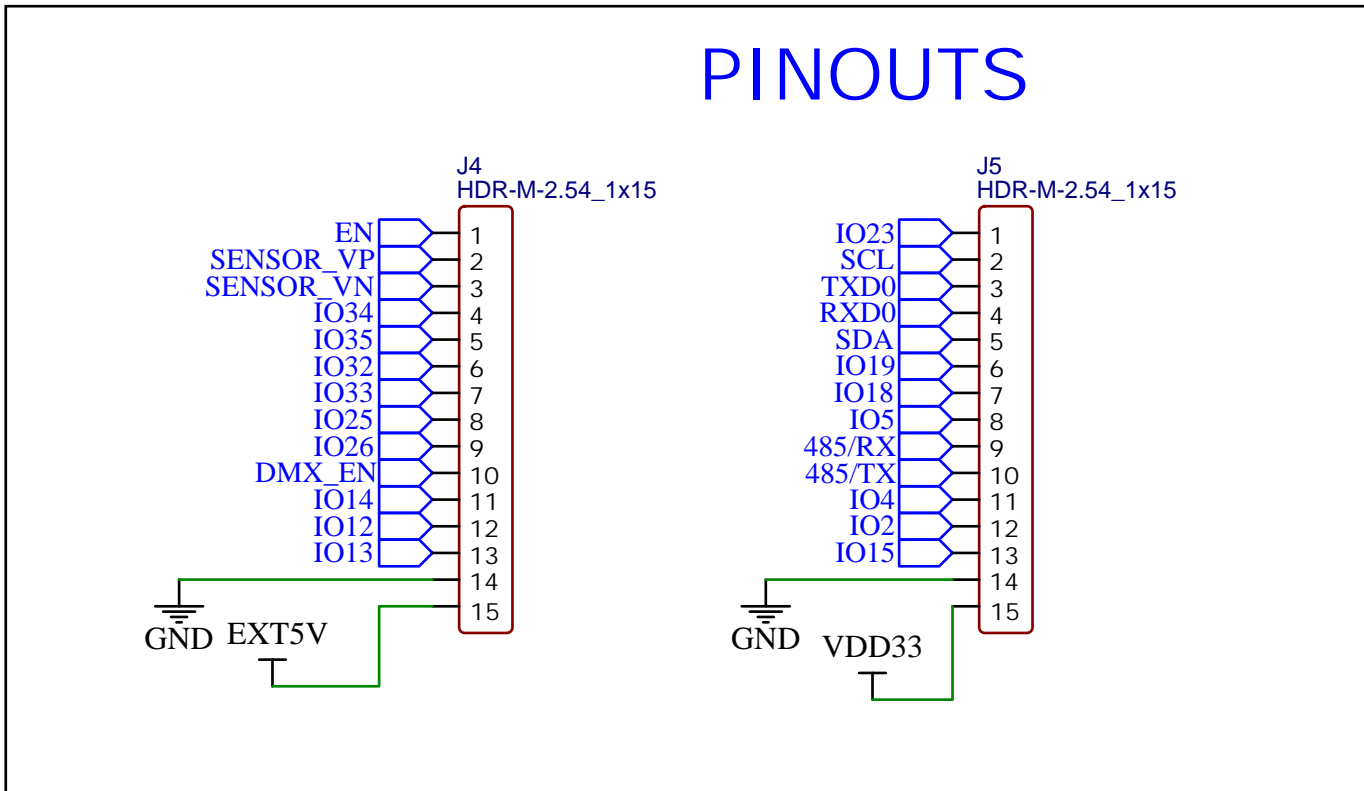 PINOUTS
J4
HDR-M-2.54_1x15
EN 1
SENSOR_VP 2
SENSOR_VN 3
IO34 4
IO35 5
IO32 6
IO33 7
IO25 8
IO26 9
DMX_EN 10
IO14 11
IO12 12
IO13 13
14
15
GND
EXT5V
J5
HDR-M-2.54_1x15
IO23 1
SCL 2
TXD0 3
RXD0 4
SDA 5
IO19 6
IO18 7
IO5 8
485/RX 9
485/TX 10
IO4 11
IO2 12
IO15 13
14
15
GND
VDD33